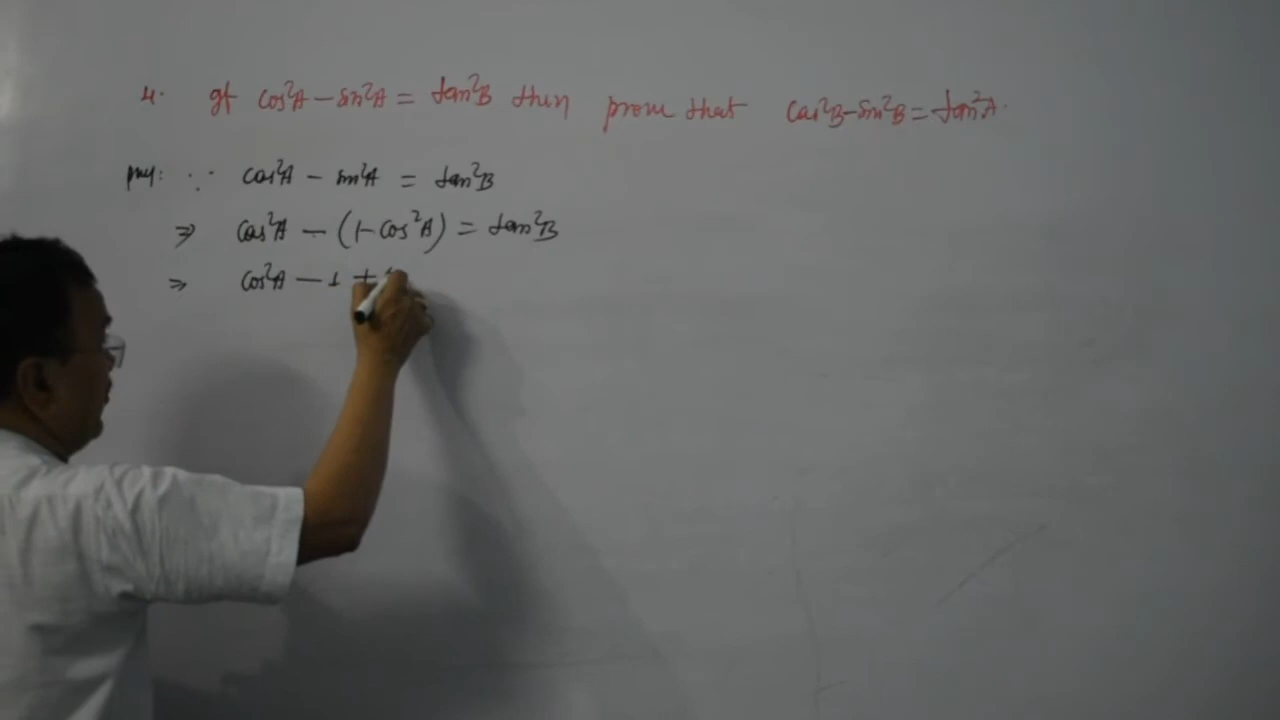 4. If cos²A - sin²A = tan²B then prove that cos²B - sin²B = tan²A.
∵ cos²A - sin²A = tan²B
⇒ cos²A - (1 - cos²A) = tan²B
⇒ cos²A - 1 +